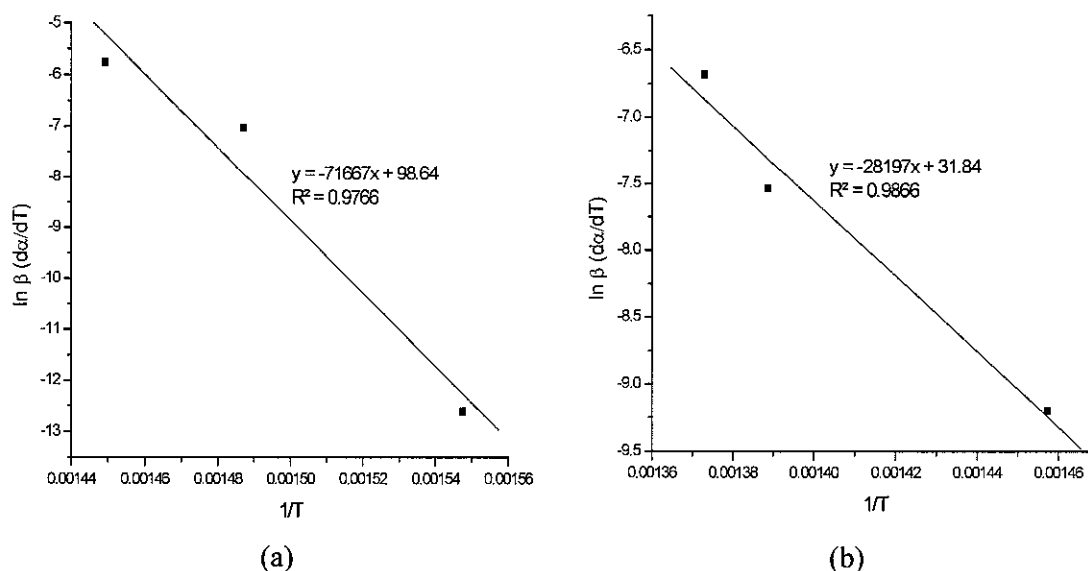 -5
-6
-7
-8
-9
-10
-11
-12
-13
ln β (dα/dT)
y = -71667x + 98.64
R² = 0.9766
0.00144 0.00146 0.00148 0.00150 0.00152 0.00154 0.00156
1/T
(a)
-6.5
-7.0
-7.5
-8.0
-8.5
-9.0
-9.5
ln β (dα/dT)
y = -28197x + 31.84
R² = 0.9866
0.00136 0.00138 0.00140 0.00142 0.00144 0.00146
1/T
(b)